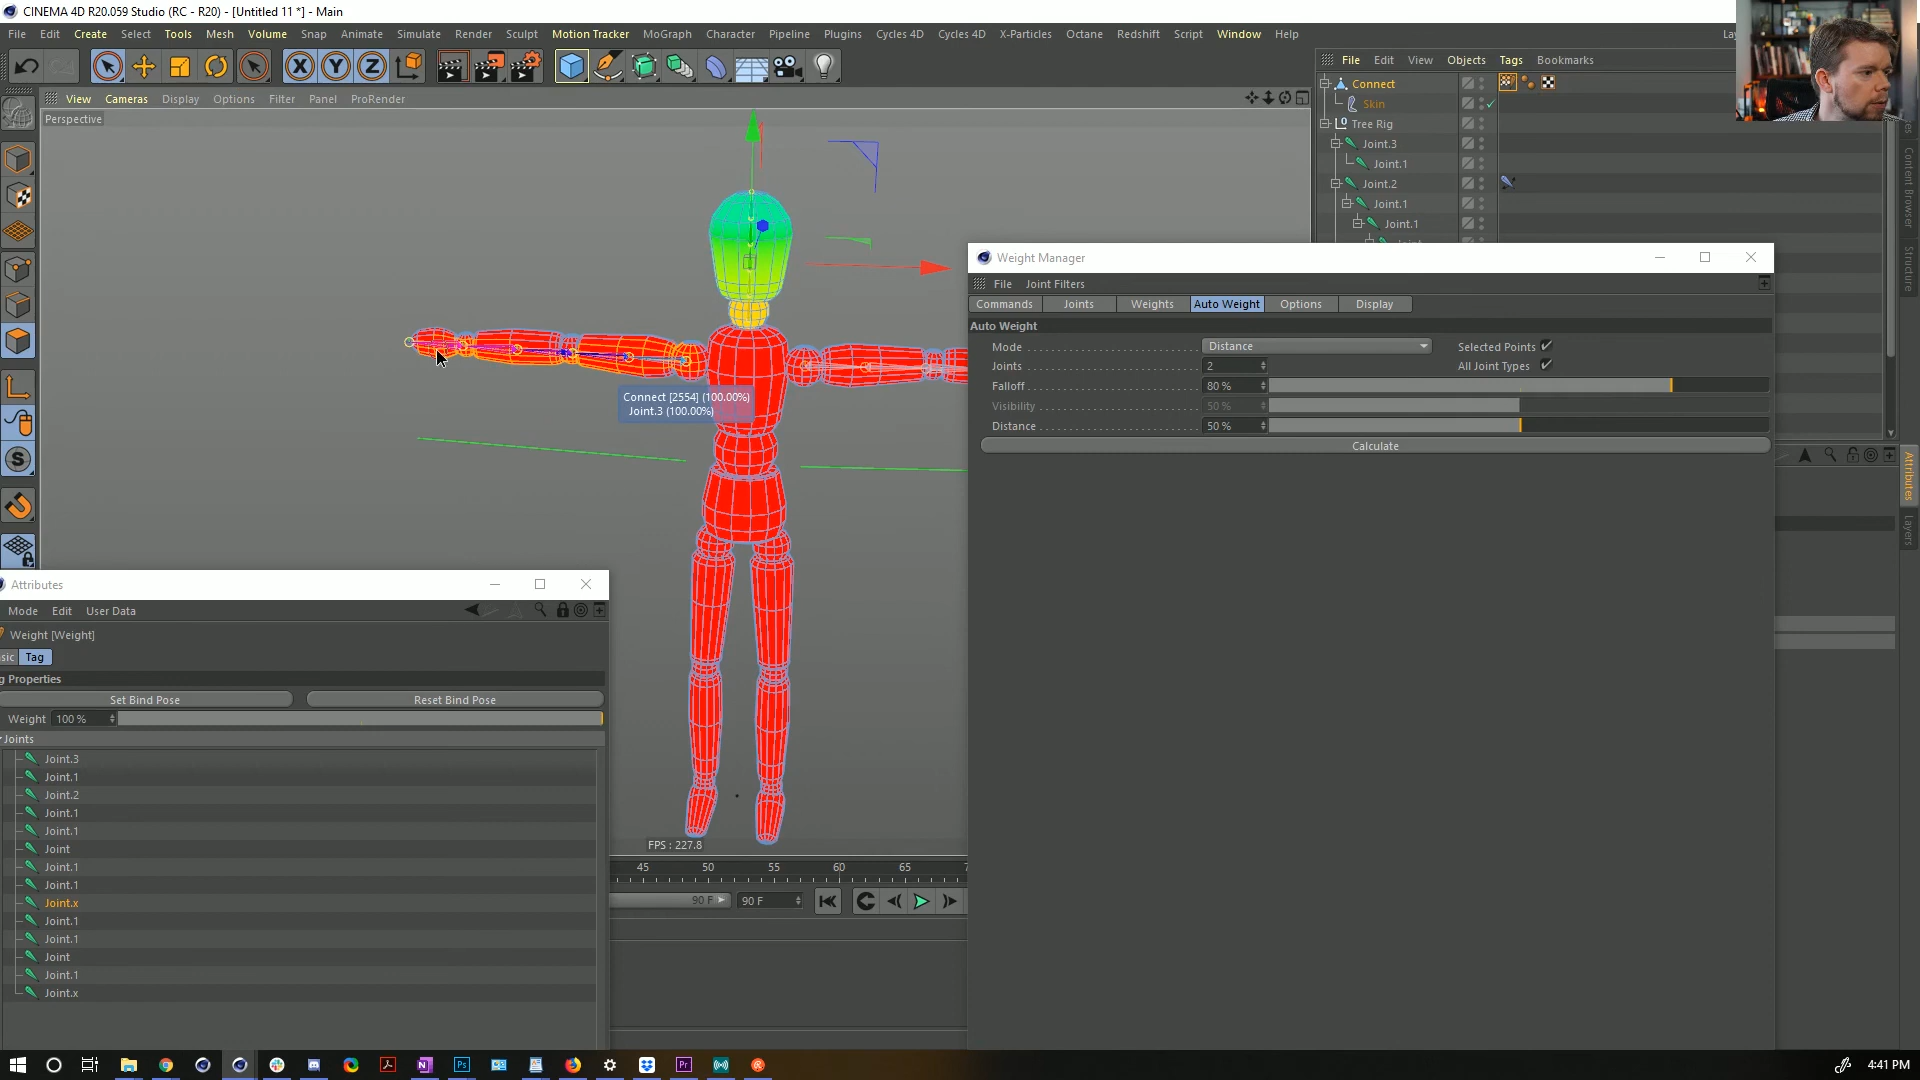 CINEMA 4D R20.059 Studio (RC - R20) - [Untitled 11 *] - Main
File Edit Create Select Tools Mesh Volume Snap Animate Simulate Render Sculpt Motion Tracker MoGraph Character Pipeline Plugins Cycles 4D Cycles 4D X-Particles Octane Redshift Script Window Help
X Y Z
File Edit View Objects Tags Bookmarks
View Cameras Display Options Filter Panel ProRender
Perspective
Connect
Skin
Tree Rig
Joint.3
Joint.1
Joint.2
Joint.1
Joint.1
Content Browser
Structure
Attributes
Layers
Weight Manager
File Joint Filters
Commands Joints Weights Auto Weight Options Display
Auto Weight
Mode Distance Selected Points
Joints 2 All Joint Types
Falloff 80 %
Visibility 50 %
Distance 50 %
Calculate
Connect [2554] (100.00%)
Joint.3 (100.00%)
Attributes
Mode Edit User Data
Weight [Weight]
sic Tag
g Properties
Set Bind Pose Reset Bind Pose
Weight 100 %
Joints
Joint.3
Joint.1
Joint.2
Joint.1
Joint.1
Joint
Joint.1
Joint.1
Joint.x
Joint.1
Joint.1
Joint
Joint.1
Joint.x
FPS : 227.8
45 50 55 60 65
90 F 90 F
4:41 PM